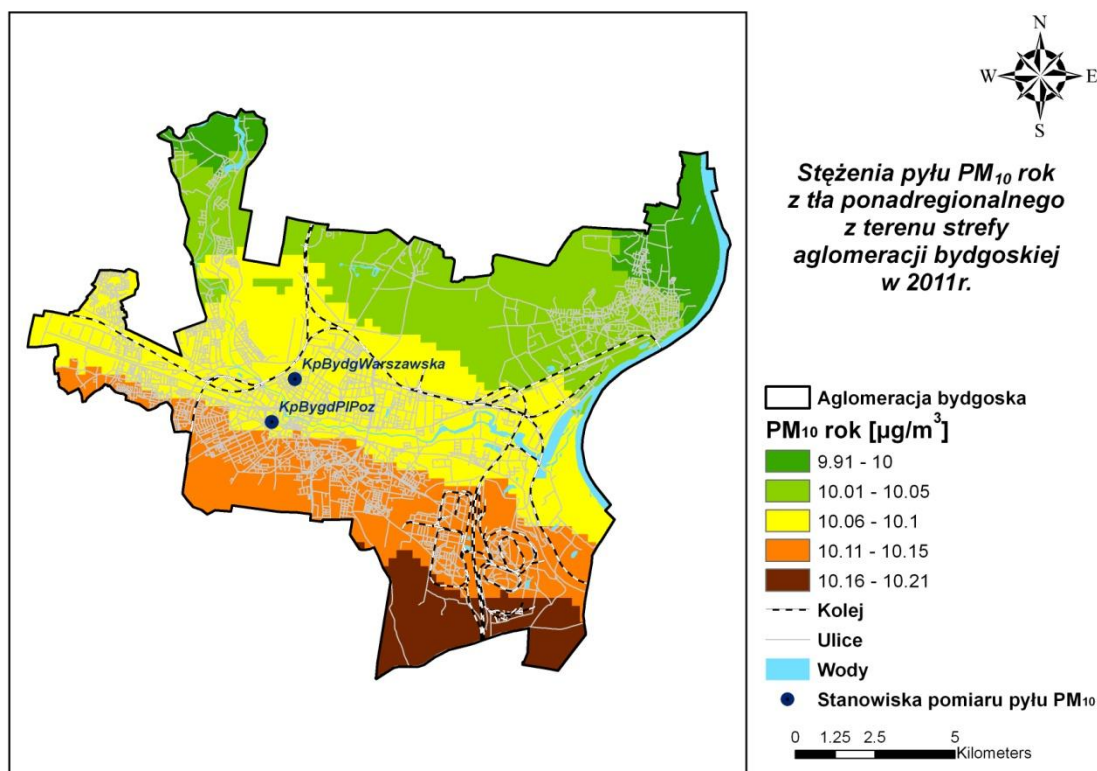 N
W E
S
Stężenia pyłu PM₁₀ rok
z tła ponadregionalnego
z terenu strefy
aglomeracji bydgoskiej
w 2011r.
KpBydgWarszawska
KpBygdPlPoz
Aglomeracja bydgoska
PM₁₀ rok [µg/m³]
9.91 - 10
10.01 - 10.05
10.06 - 10.1
10.11 - 10.15
10.16 - 10.21
Kolej
Ulice
Wody
Stanowiska pomiaru pyłu PM₁₀
0 1.25 2.5 5
Kilometers